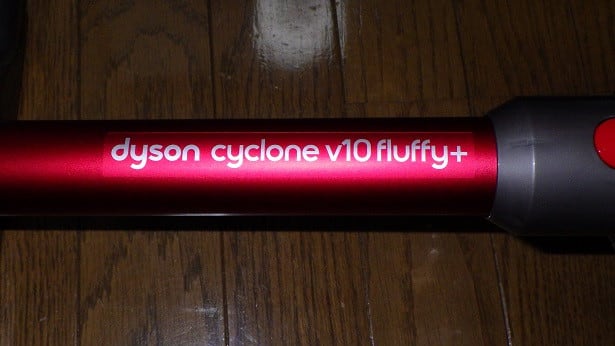 dyson cyclone v10 fluffy+